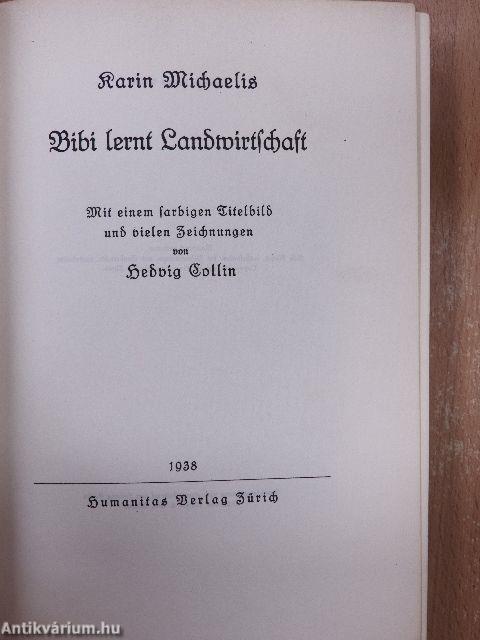 Karin Michaelis
Bibi lernt Landwirtschaft
Mit einem farbigen Titelbild
und vielen Zeichnungen
von
Hedvig Collin
1938
Humanitas Verlag Zürich
Antikvárium.hu